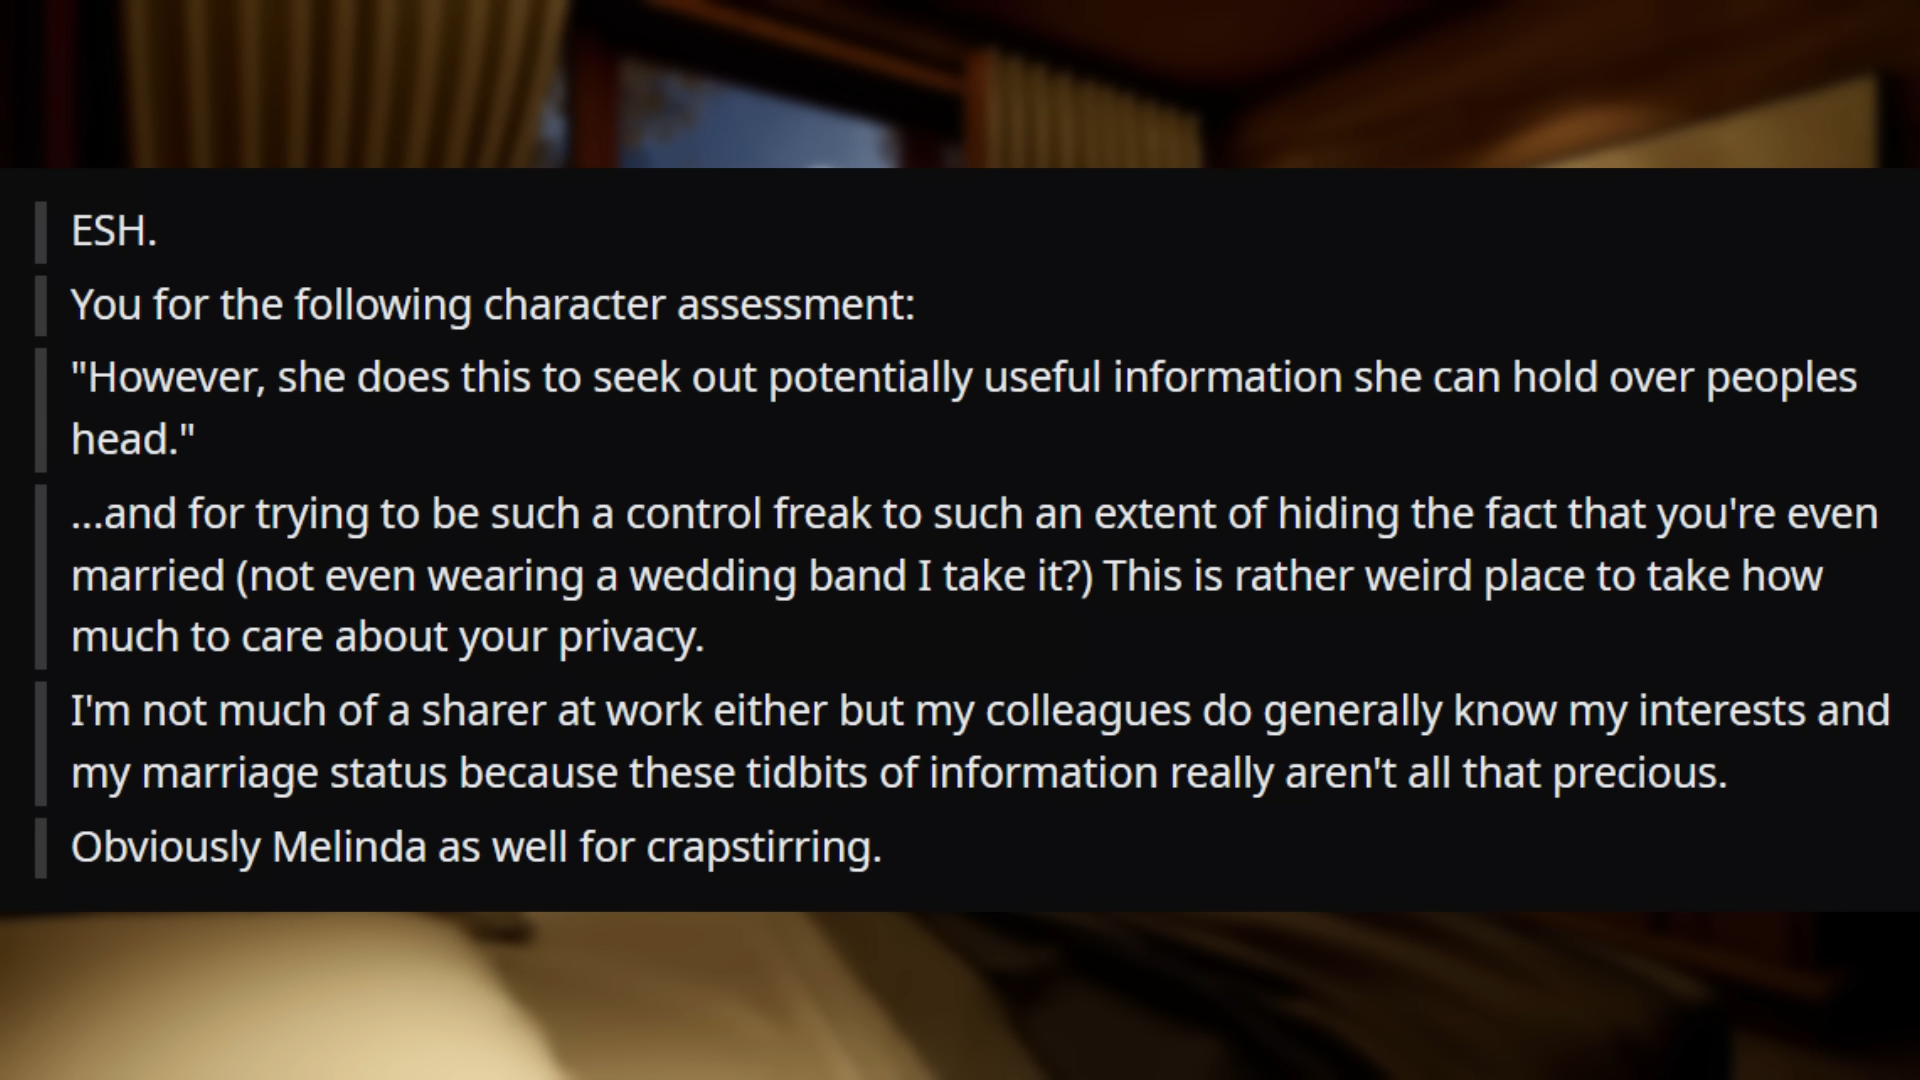 ESH.
You for the following character assessment:
"However, she does this to seek out potentially useful information she can hold over peoples
head."
...and for trying to be such a control freak to such an extent of hiding the fact that you're even
married (not even wearing a wedding band I take it?) This is rather weird place to take how
much to care about your privacy.
I'm not much of a sharer at work either but my colleagues do generally know my interests and
my marriage status because these tidbits of information really aren't all that precious.
Obviously Melinda as well for crapstirring.